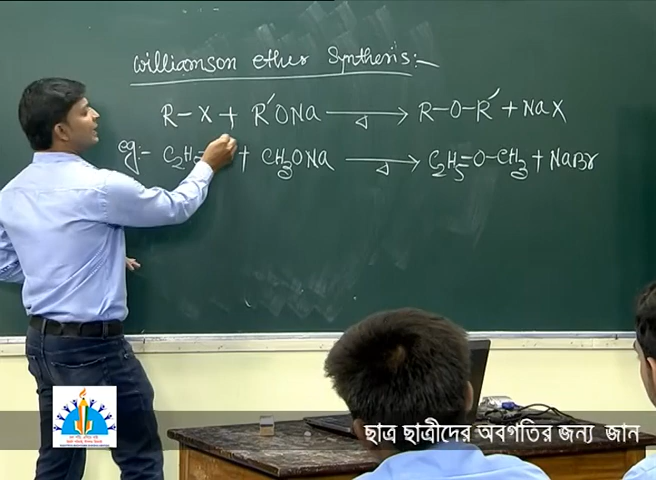 Williamson ether Synthesis:-
R-X + R'ONa → Δ R-O-R' + NaX
eg:- C2H5 + CH3ONa → Δ C2H5-O-CH3 + NaBr
ছাত্র ছাত্রীদের অবগতির জন্য জান